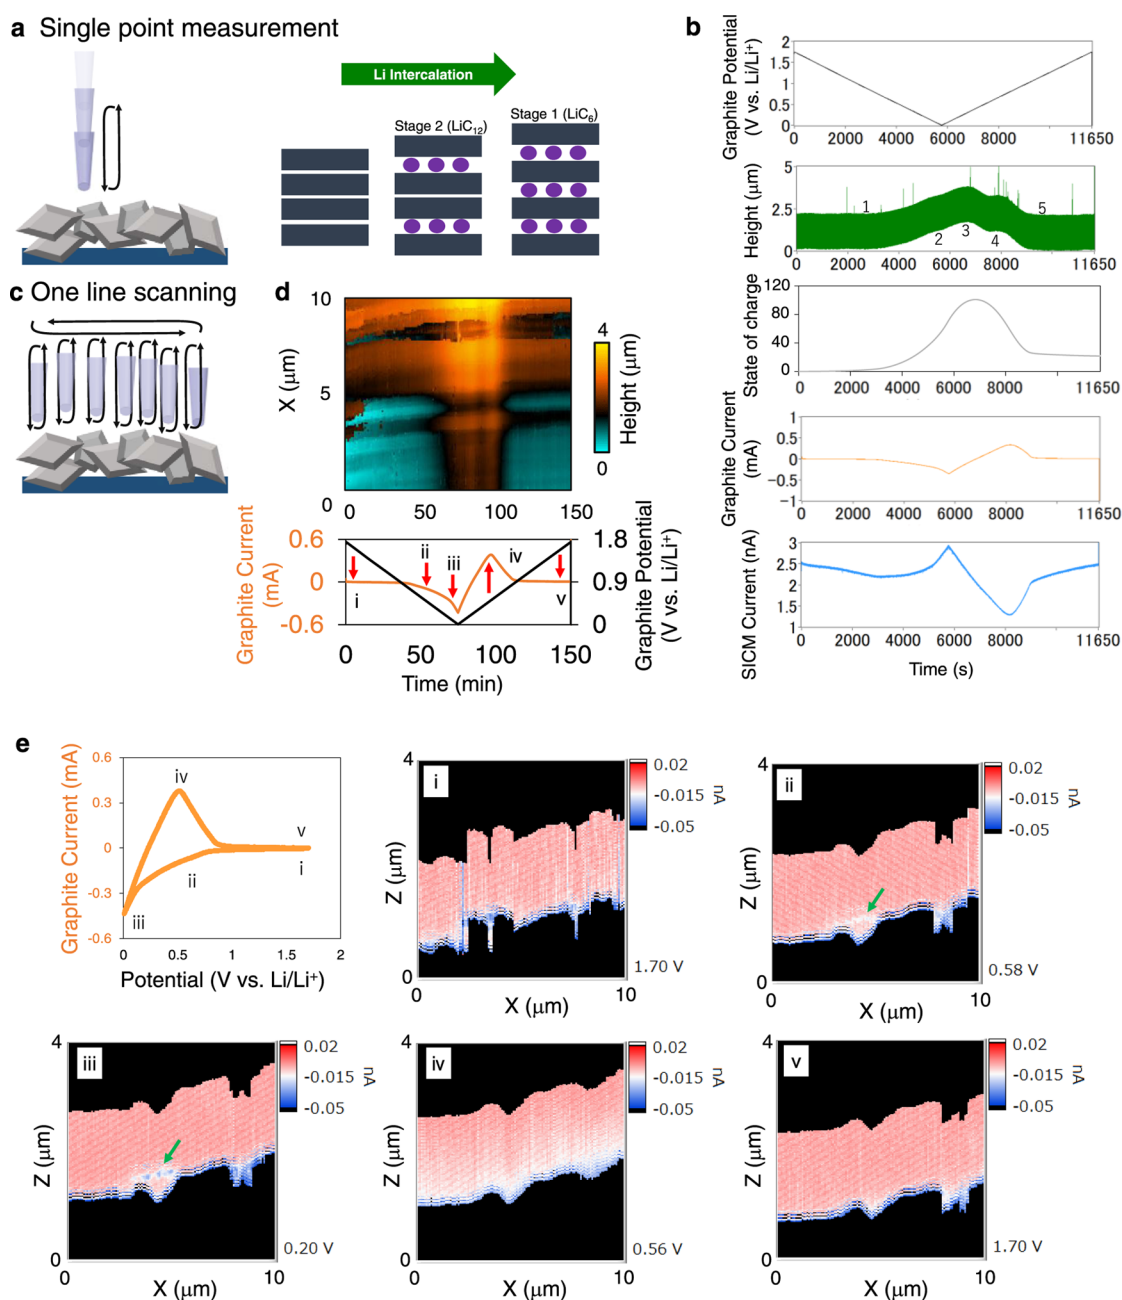 a Single point measurement
Li Intercalation
Stage 2 (LiC12)
Stage 1 (LiC6)
b
Graphite Potential
(V vs. Li/Li+)
2
1.5
1
0.5
0
0 2000 4000 6000 8000 11650
Height (μm)
5
2.5
0
1
2
3
4
5
0 2000 4000 6000 8000 11650
State of charge
120
80
40
0
0 2000 4000 6000 8000 11650
Graphite Current
(mA)
1
0.5
0
-0.5
-1
0 2000 4000 6000 8000 11650
SICM Current (nA)
3
2.5
2
1.5
1
0 2000 4000 6000 8000 11650
Time (s)
c One line scanning
d
X (μm)
10
5
0
0 50 100 150
4
Height (μm)
0
Graphite Current
(mA)
0.6
0
-0.6
i
ii
iii
iv
v
1.8
0.9
0
Graphite Potential
(V vs. Li/Li+)
0 50 100 150
Time (min)
e
Graphite Current (mA)
0.6
0.3
0
-0.3
-0.6
iv
v
i
ii
iii
0 0.5 1 1.5 2
Potential (V vs. Li/Li+)
i
4
Z (μm)
0
0 10
X (μm)
0.02
-0.015
-0.05
nA
1.70 V
ii
4
Z (μm)
0
0 10
X (μm)
0.02
-0.015
-0.05
nA
0.58 V
iii
4
Z (μm)
0
0 10
X (μm)
0.02
-0.015
-0.05
nA
0.20 V
iv
4
Z (μm)
0
0 10
X (μm)
0.02
-0.015
-0.05
nA
0.56 V
v
4
Z (μm)
0
0 10
X (μm)
0.02
-0.015
-0.05
nA
1.70 V